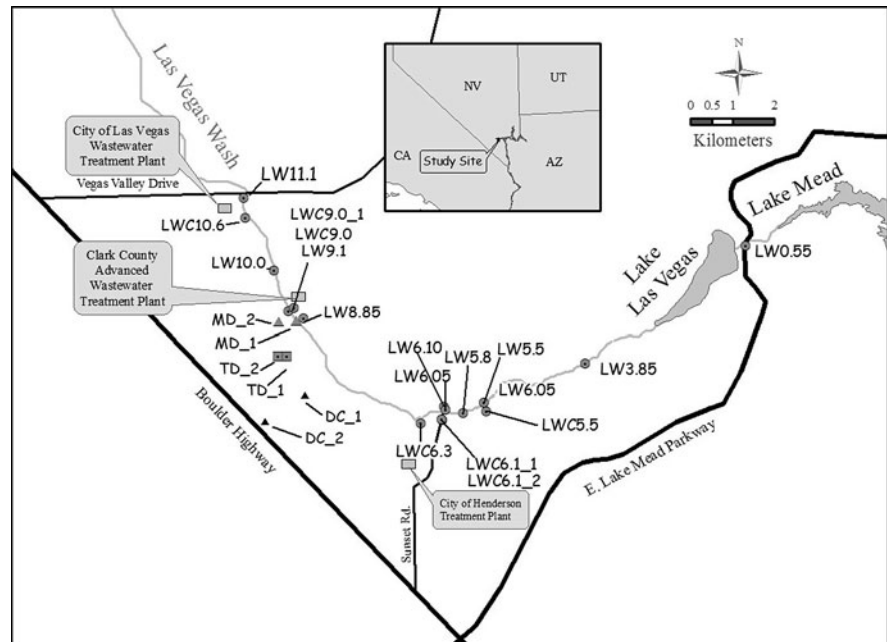 Las Vegas Wash
City of Las Vegas
Wastewater
Treatment Plant
Vegas Valley Drive
LW11.1
LWC10.6
LWC9.0_1
LWC9.0
LW9.1
LW10.0
Clark County
Advanced
Wastewater
Treatment Plant
LW8.85
MD_2
MD_1
TD_2
TD_1
DC_1
DC_2
Boulder Highway
NV
UT
CA
AZ
Study Site
N
0 0.5 1 2
Kilometers
Lake Mead
Lake
Las Vegas
LW0.55
LW6.10
LW6.05
LW5.8
LW5.5
LW6.05
LWC5.5
LW3.85
LWC6.3
LWC6.1_1
LWC6.1_2
City of Henderson
Treatment Plant
Sunset Rd.
E. Lake Mead Parkway